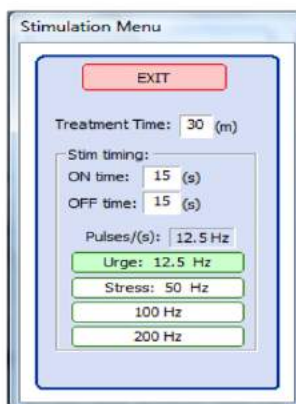 Stimulation Menu
EXIT
Treatment Time: 30 (m)
Stim timing:
ON time: 15 (s)
OFF time: 15 (s)
Pulses/(s): 12.5 Hz
Urge: 12.5 Hz
Stress: 50 Hz
100 Hz
200 Hz